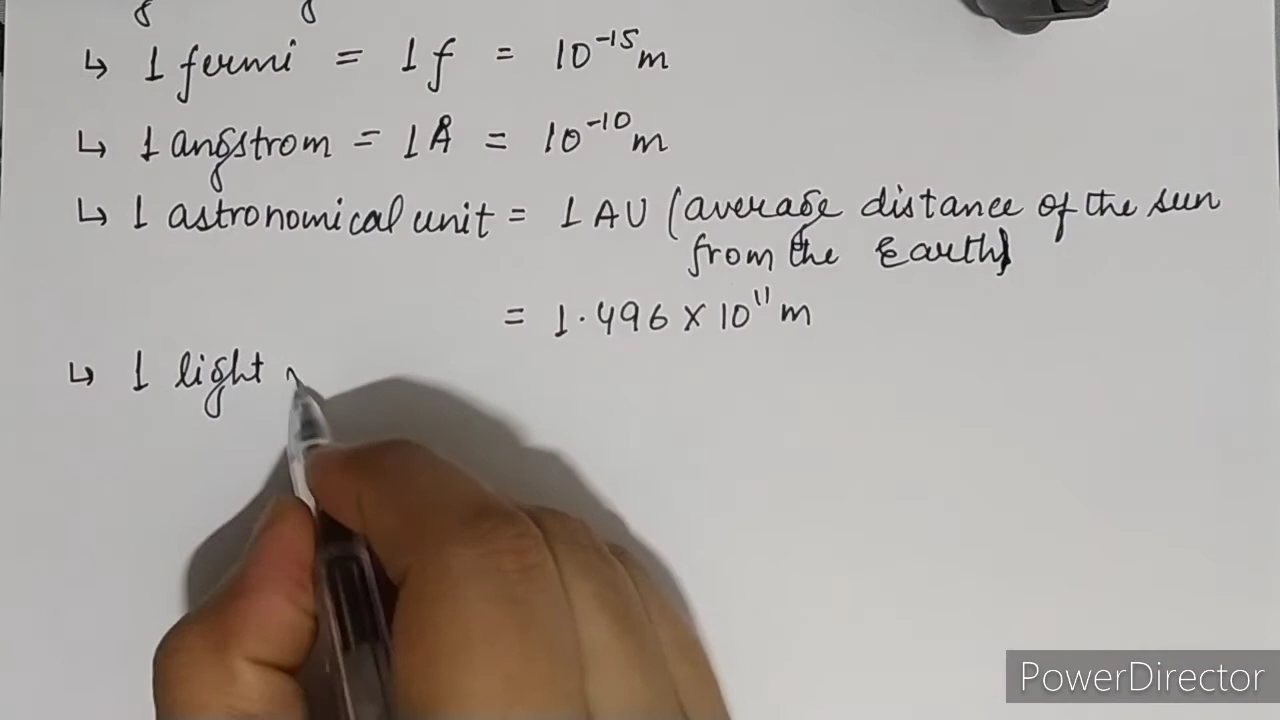 ↳ 1 fermi = 1 f = 10⁻¹⁵ m
↳ 1 angstrom = 1 Å = 10⁻¹⁰ m
↳ 1 astronomical unit = 1 AU (average distance of the sun
from the Earth)
= 1.496 × 10¹¹ m
↳ 1 light
PowerDirector